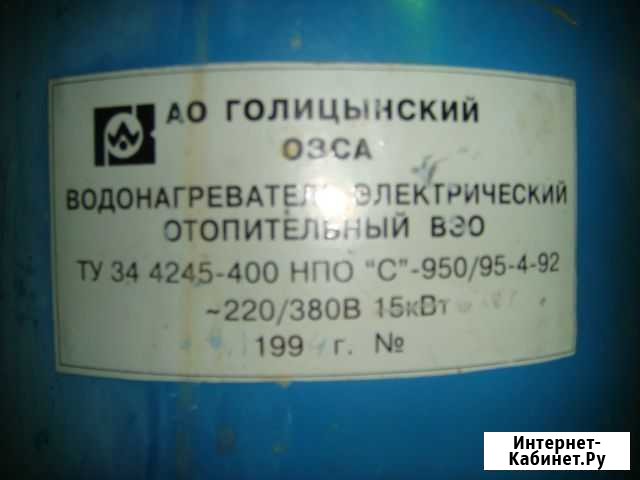 АО ГОЛИЦЫНСКИЙ
ОЗСА
ВОДОНАГРЕВАТЕЛЬ ЭЛЕКТРИЧЕСКИЙ
ОТОПИТЕЛЬНЫЙ ВЭО
ТУ 34 4245-400 НПО "С"-950/95-4-92
~220/380В 15кВт
199 г. №
Интернет-
Кабинет.Ру